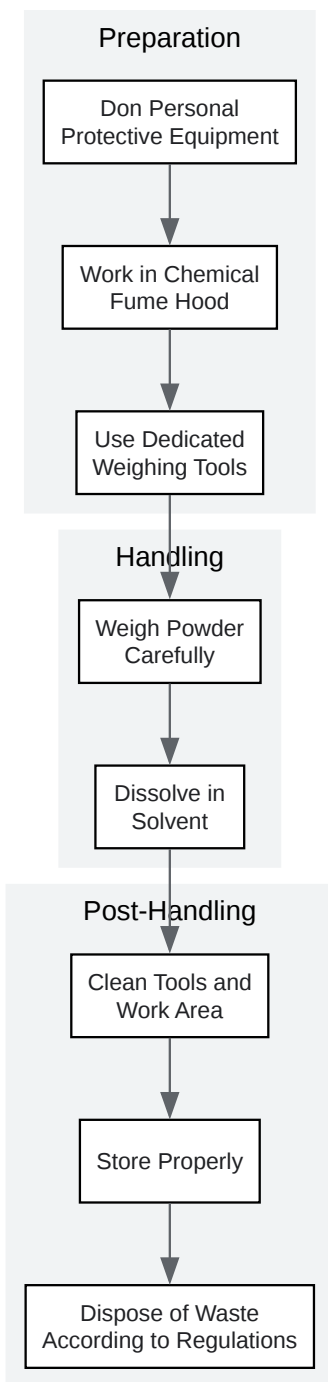 Preparation
Don Personal
Protective Equipment
Work in Chemical
Fume Hood
Use Dedicated
Weighing Tools
Handling
Weigh Powder
Carefully
Dissolve in
Solvent
Post-Handling
Clean Tools and
Work Area
Store Properly
Dispose of Waste
According to Regulations